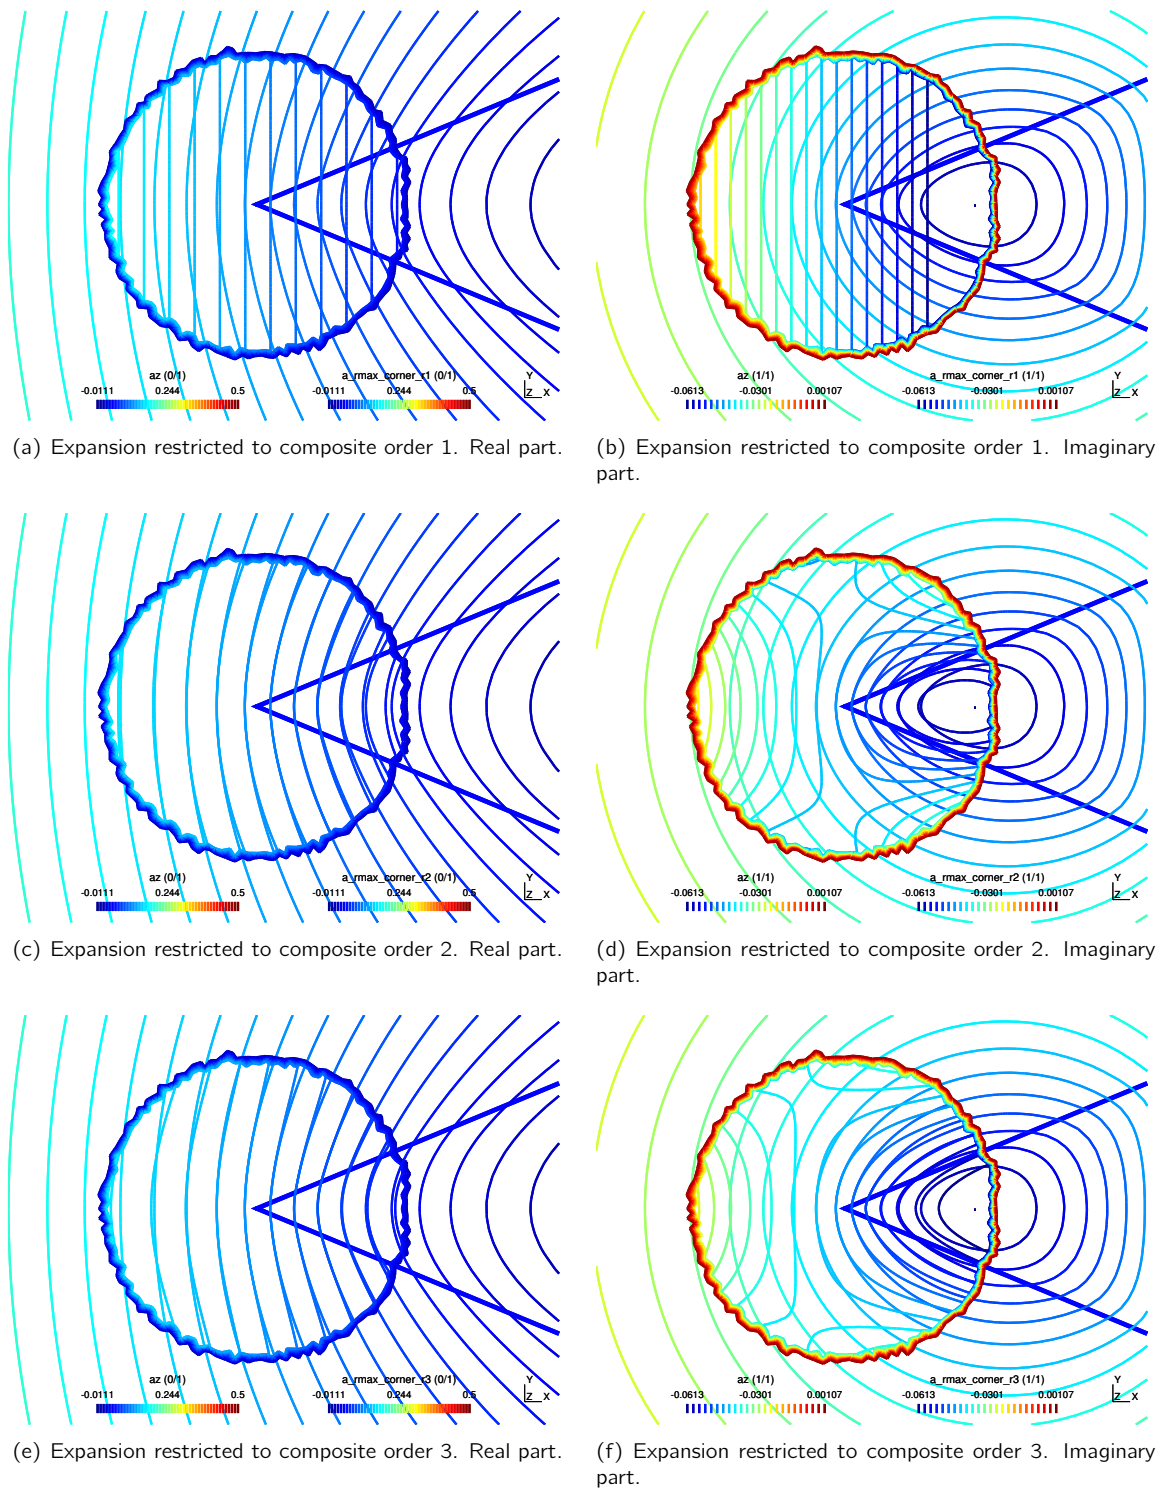 az (0/1) a_rmax_corner_r1 (0/1) Y
-0.0111 0.244 0.5 -0.0111 0.244 0.5 Z X
az (1/1) a_rmax_corner_r1 (1/1) Y
-0.0613 -0.0301 0.00107 -0.0613 -0.0301 0.00107 Z X
(a) Expansion restricted to composite order 1. Real part.
(b) Expansion restricted to composite order 1. Imaginary
part.
az (0/1) a_rmax_corner_r2 (0/1) Y
-0.0111 0.244 0.5 -0.0111 0.244 0.5 Z X
az (1/1) a_rmax_corner_r2 (1/1) Y
-0.0613 -0.0301 0.00107 -0.0613 -0.0301 0.00107 Z X
(c) Expansion restricted to composite order 2. Real part.
(d) Expansion restricted to composite order 2. Imaginary
part.
az (0/1) a_rmax_corner_r3 (0/1) Y
-0.0111 0.244 0.5 -0.0111 0.244 0.5 Z X
az (1/1) a_rmax_corner_r3 (1/1) Y
-0.0613 -0.0301 0.00107 -0.0613 -0.0301 0.00107 Z X
(e) Expansion restricted to composite order 3. Real part.
(f) Expansion restricted to composite order 3. Imaginary
part.